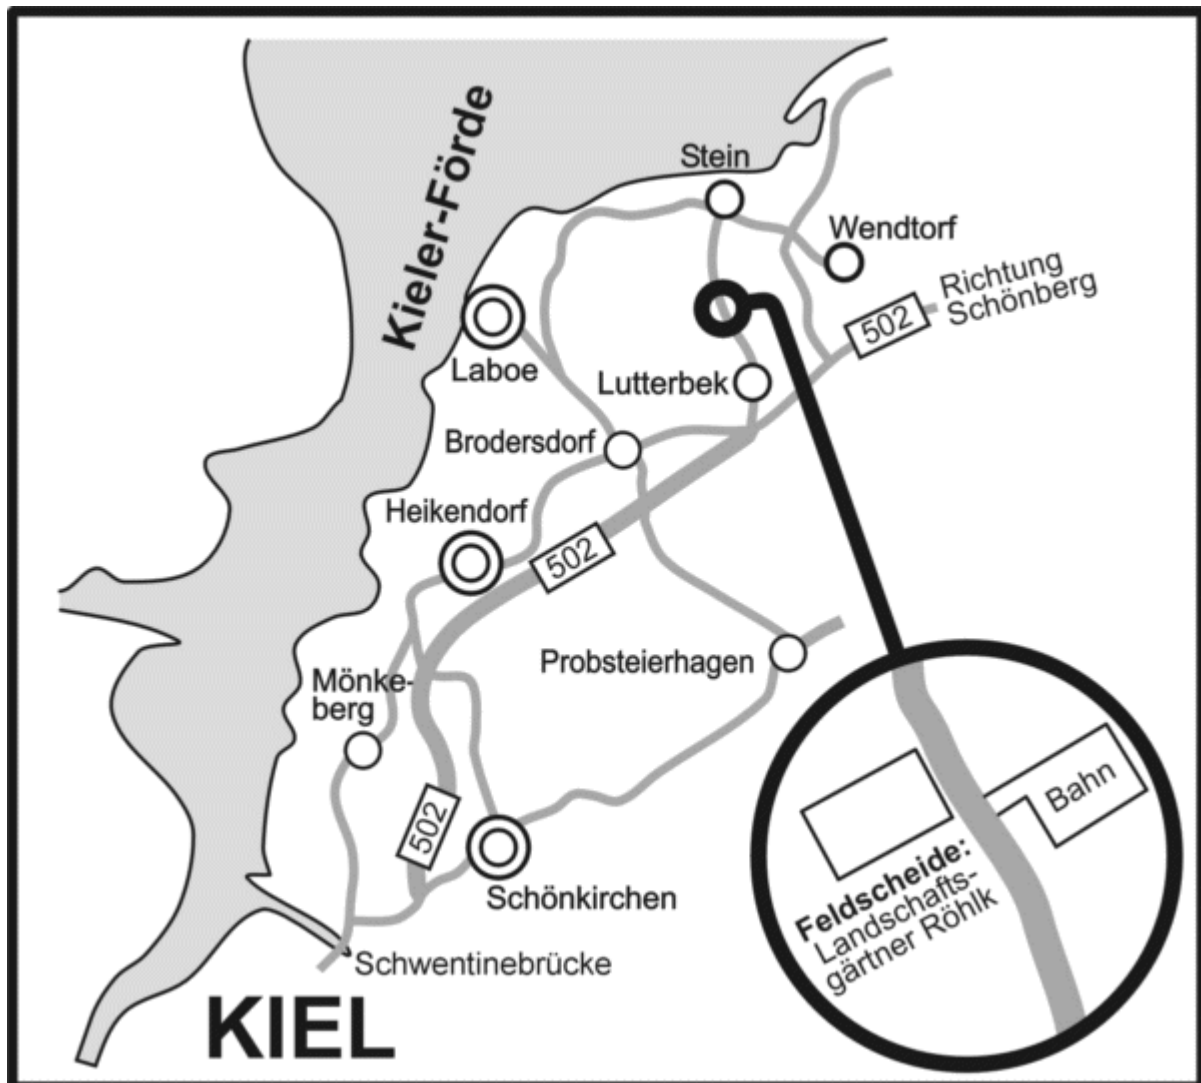 Kieler-Förde
Stein
Wendtorf
Richtung
Schönberg
502
Laboe
Lutterbek
Brodersdorf
Heikendorf
502
Probsteierhagen
Mönke-
berg
502
Schönkirchen
Schwentinebrücke
KIEL
Bahn
Feldscheide:
Landschafts-
gärtner Röhlk